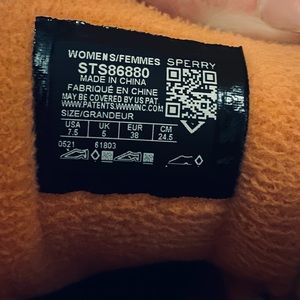 WOMENS/FEMMES SPERRY
STS86880
MADE IN CHINA
FABRIQUÉ EN CHINE
MAY BE COVERED BY US PAT.
WWW.PATENTS.WWWINC.COM
SIZE/GRANDEUR
USA UK EUR CM
7.5 5 38 24.5
0521 61803